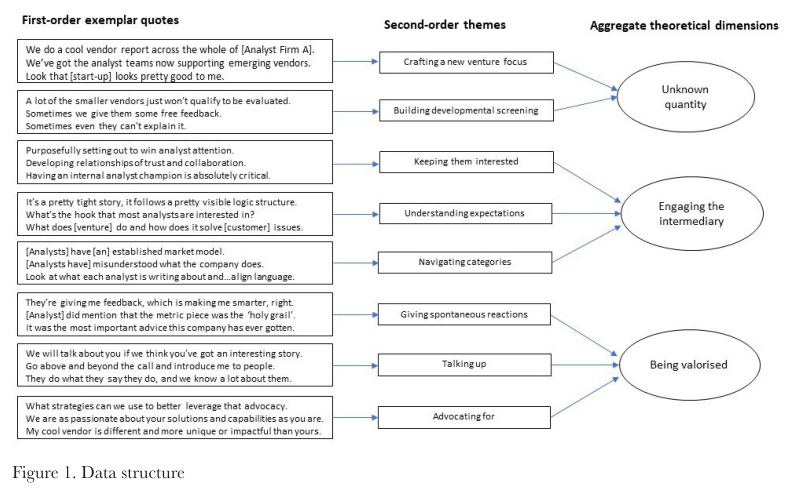 First-order exemplar quotes
Second-order themes
Aggregate theoretical dimensions
We do a cool vendor report across the whole of [Analyst Firm A].
We've got the analyst teams now supporting emerging vendors.
Look that [start-up] looks pretty good to me.
Crafting a new venture focus
A lot of the smaller vendors just won't qualify to be evaluated.
Sometimes we give them some free feedback.
Sometimes even they can't explain it.
Building developmental screening
Unknown
quantity
Purposefully setting out to win analyst attention.
Developing relationships of trust and collaboration.
Having an internal analyst champion is absolutely critical.
Keeping them interested
It's a pretty tight story, it follows a pretty visible logic structure.
What's the hook that most analysts are interested in?
What does [venture] do and how does it solve [customer] issues.
Understanding expectations
Engaging the
intermediary
[Analysts] have [an] established market model.
[Analysts have] misunderstood what the company does.
Look at what each analyst is writing about and...align language.
Navigating categories
They're giving me feedback, which is making me smarter, right.
[Analyst] did mention that the metric piece was the 'holy grail'.
It was the most important advice this company has ever gotten.
Giving spontaneous reactions
We will talk about you if we think you've got an interesting story.
Go above and beyond the call and introduce me to people.
They do what they say they do, and we know a lot about them.
Talking up
Being valorised
What strategies can we use to better leverage that advocacy.
We are as passionate about your solutions and capabilities as you are.
My cool vendor is different and more unique or impactful than yours.
Advocating for
Figure 1. Data structure